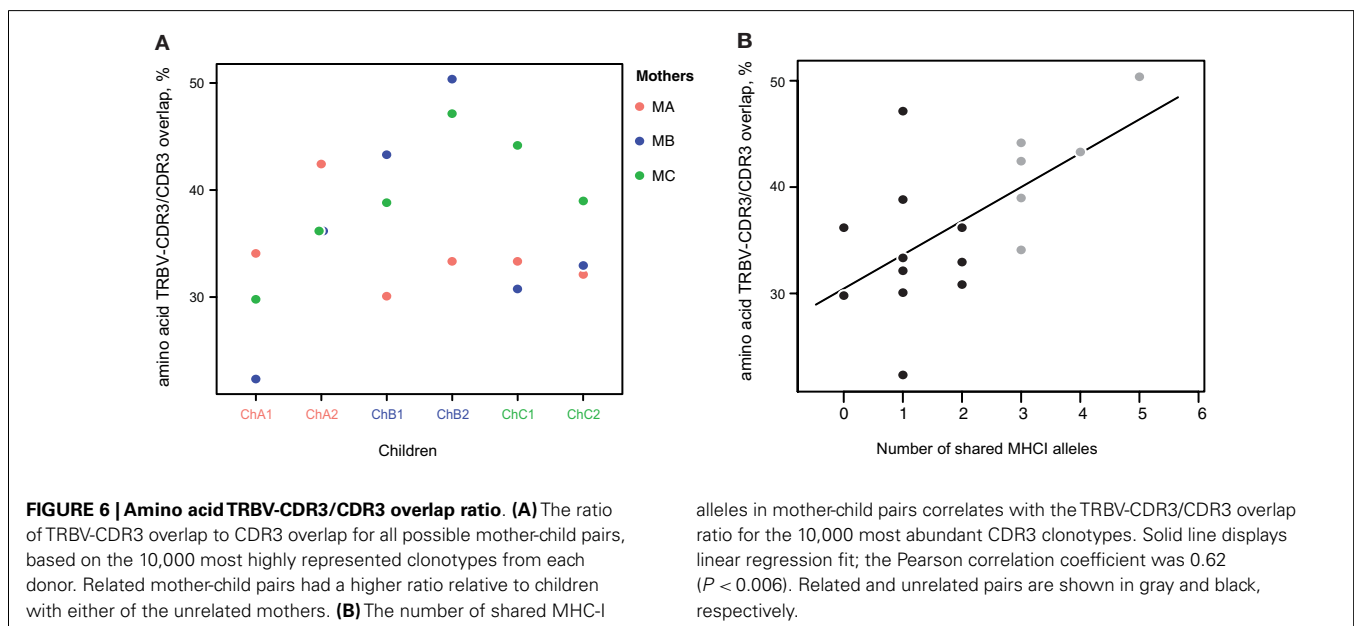 A
amino acid TRBV-CDR3/CDR3 overlap, %
50
40
30
ChA1 ChA2 ChB1 ChB2 ChC1 ChC2
Children
Mothers
MA
MB
MC
B
amino acid TRBV-CDR3/CDR3 overlap, %
50
40
30
0 1 2 3 4 5 6
Number of shared MHCI alleles
FIGURE 6 | Amino acid TRBV-CDR3/CDR3 overlap ratio. (A) The ratio
of TRBV-CDR3 overlap to CDR3 overlap for all possible mother-child pairs,
based on the 10,000 most highly represented clonotypes from each
donor. Related mother-child pairs had a higher ratio relative to children
with either of the unrelated mothers. (B) The number of shared MHC-I
alleles in mother-child pairs correlates with the TRBV-CDR3/CDR3 overlap
ratio for the 10,000 most abundant CDR3 clonotypes. Solid line displays
linear regression fit; the Pearson correlation coefficient was 0.62
(P < 0.006). Related and unrelated pairs are shown in gray and black,
respectively.